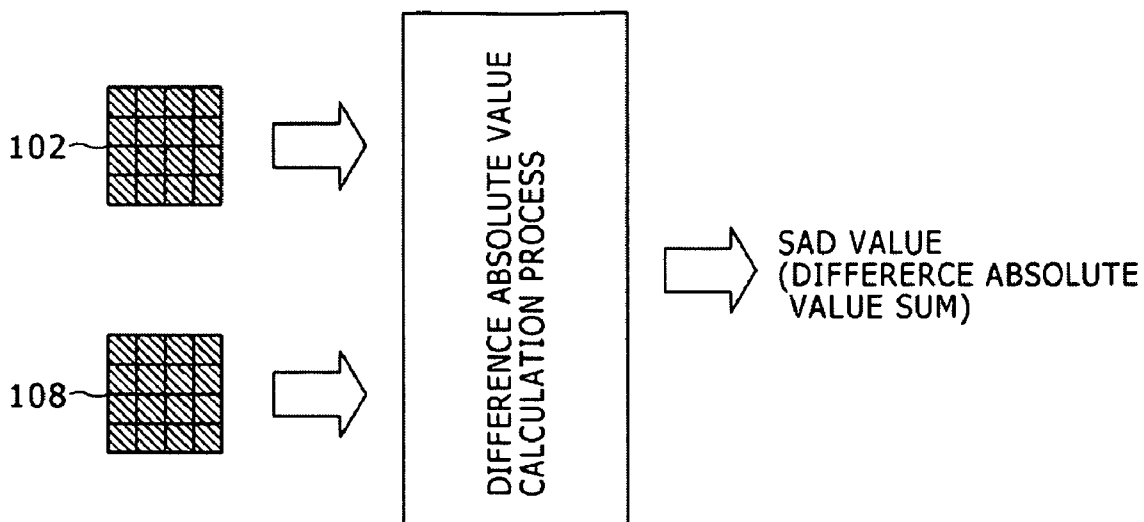 102
108
DIFFERENCE ABSOLUTE VALUE
CALCULATION PROCESS
SAD VALUE
(DIFFERERCE ABSOLUTE
VALUE SUM)